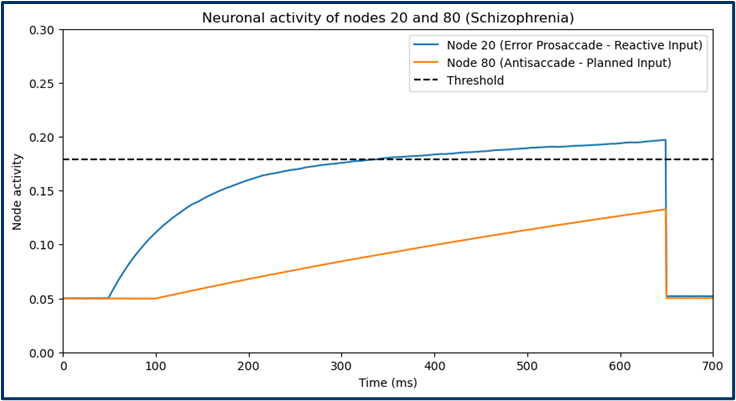 Neuronal activity of nodes 20 and 80 (Schizophrenia)
0.30
Node 20 (Error Prosaccade - Reactive Input)
Node 80 (Antisaccade - Planned Input)
Threshold
0.25
0.20
0.15
0.10
0.05
0.00
Node activity
0 100 200 300 400 500 600 700
Time (ms)